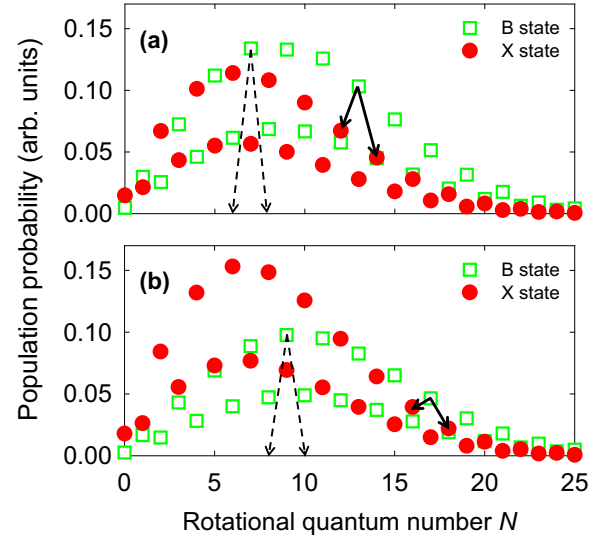 (a)
B state
X state
0.15
0.10
0.05
0.00
Population probability (arb. units)
(b)
B state
X state
0.15
0.10
0.05
0.00
0 5 10 15 20 25
Rotational quantum number N